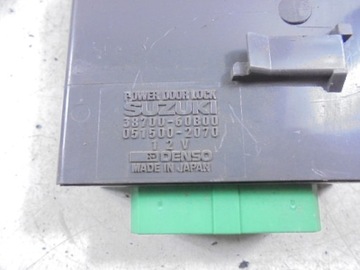 POWER DOOR LOCK
SUZUKI
38700-60B00
051500-2070
12V
DENSO
MADE IN JAPAN